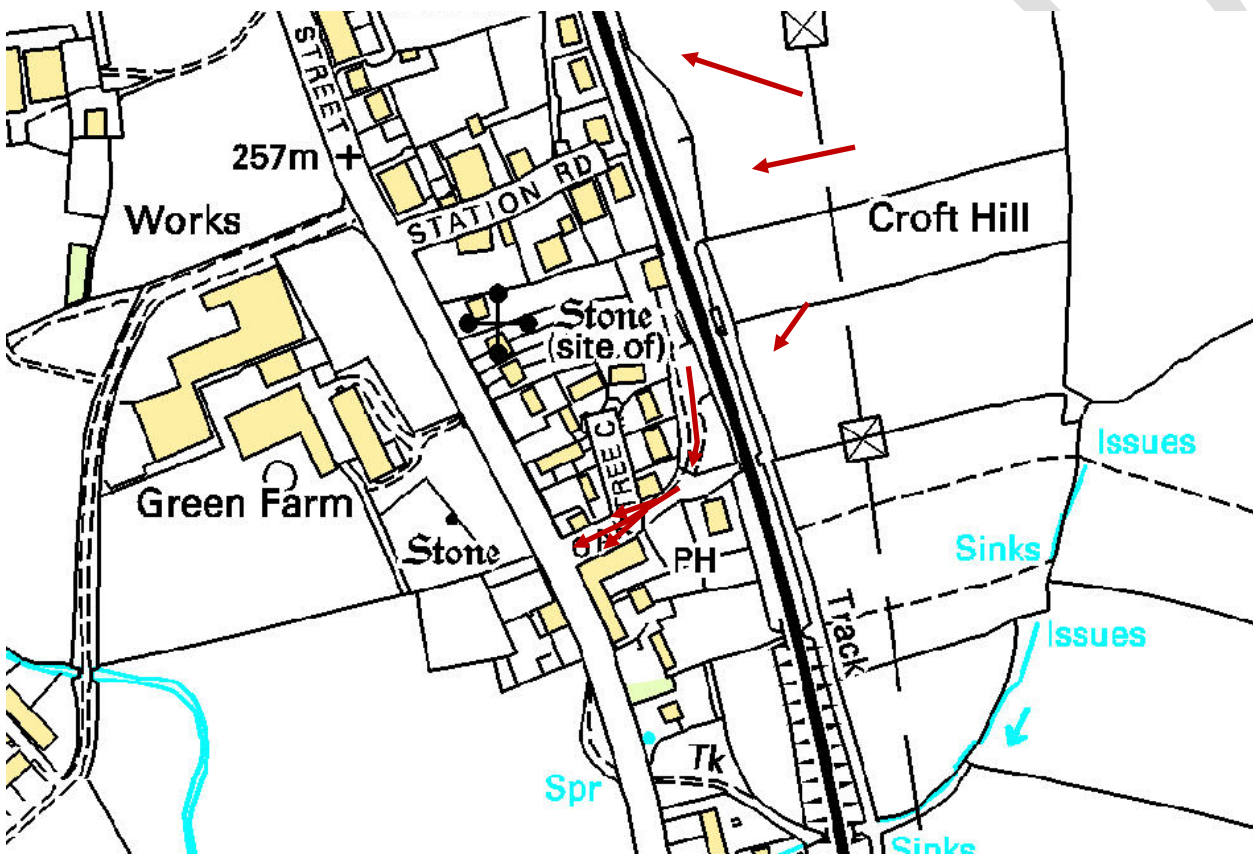 STREET
257m
STATION RD
Works
Croft Hill
Stone
(site of)
Issues
Green Farm
Stone
PH
Sinks
Track
Issues
Tk
Spr
Sinks